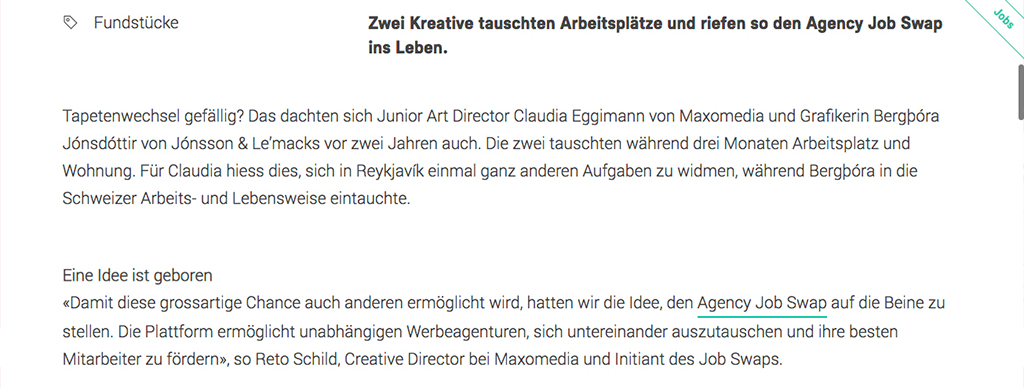 Fundstücke
Zwei Kreative tauschten Arbeitsplätze und riefen so den Agency Job Swap
ins Leben.
Jobs
Tapetenwechsel gefällig? Das dachten sich Junior Art Director Claudia Eggimann von Maxomedia und Grafikerin Bergþóra
Jónsdóttir von Jónsson & Le’macks vor zwei Jahren auch. Die zwei tauschten während drei Monaten Arbeitsplatz und
Wohnung. Für Claudia hiess dies, sich in Reykjavík einmal ganz anderen Aufgaben zu widmen, während Bergþóra in die
Schweizer Arbeits- und Lebensweise eintauchte.
Eine Idee ist geboren
«Damit diese grossartige Chance auch anderen ermöglicht wird, hatten wir die Idee, den Agency Job Swap auf die Beine zu
stellen. Die Plattform ermöglicht unabhängigen Werbeagenturen, sich untereinander auszutauschen und ihre besten
Mitarbeiter zu fördern», so Reto Schild, Creative Director bei Maxomedia und Initiant des Job Swaps.